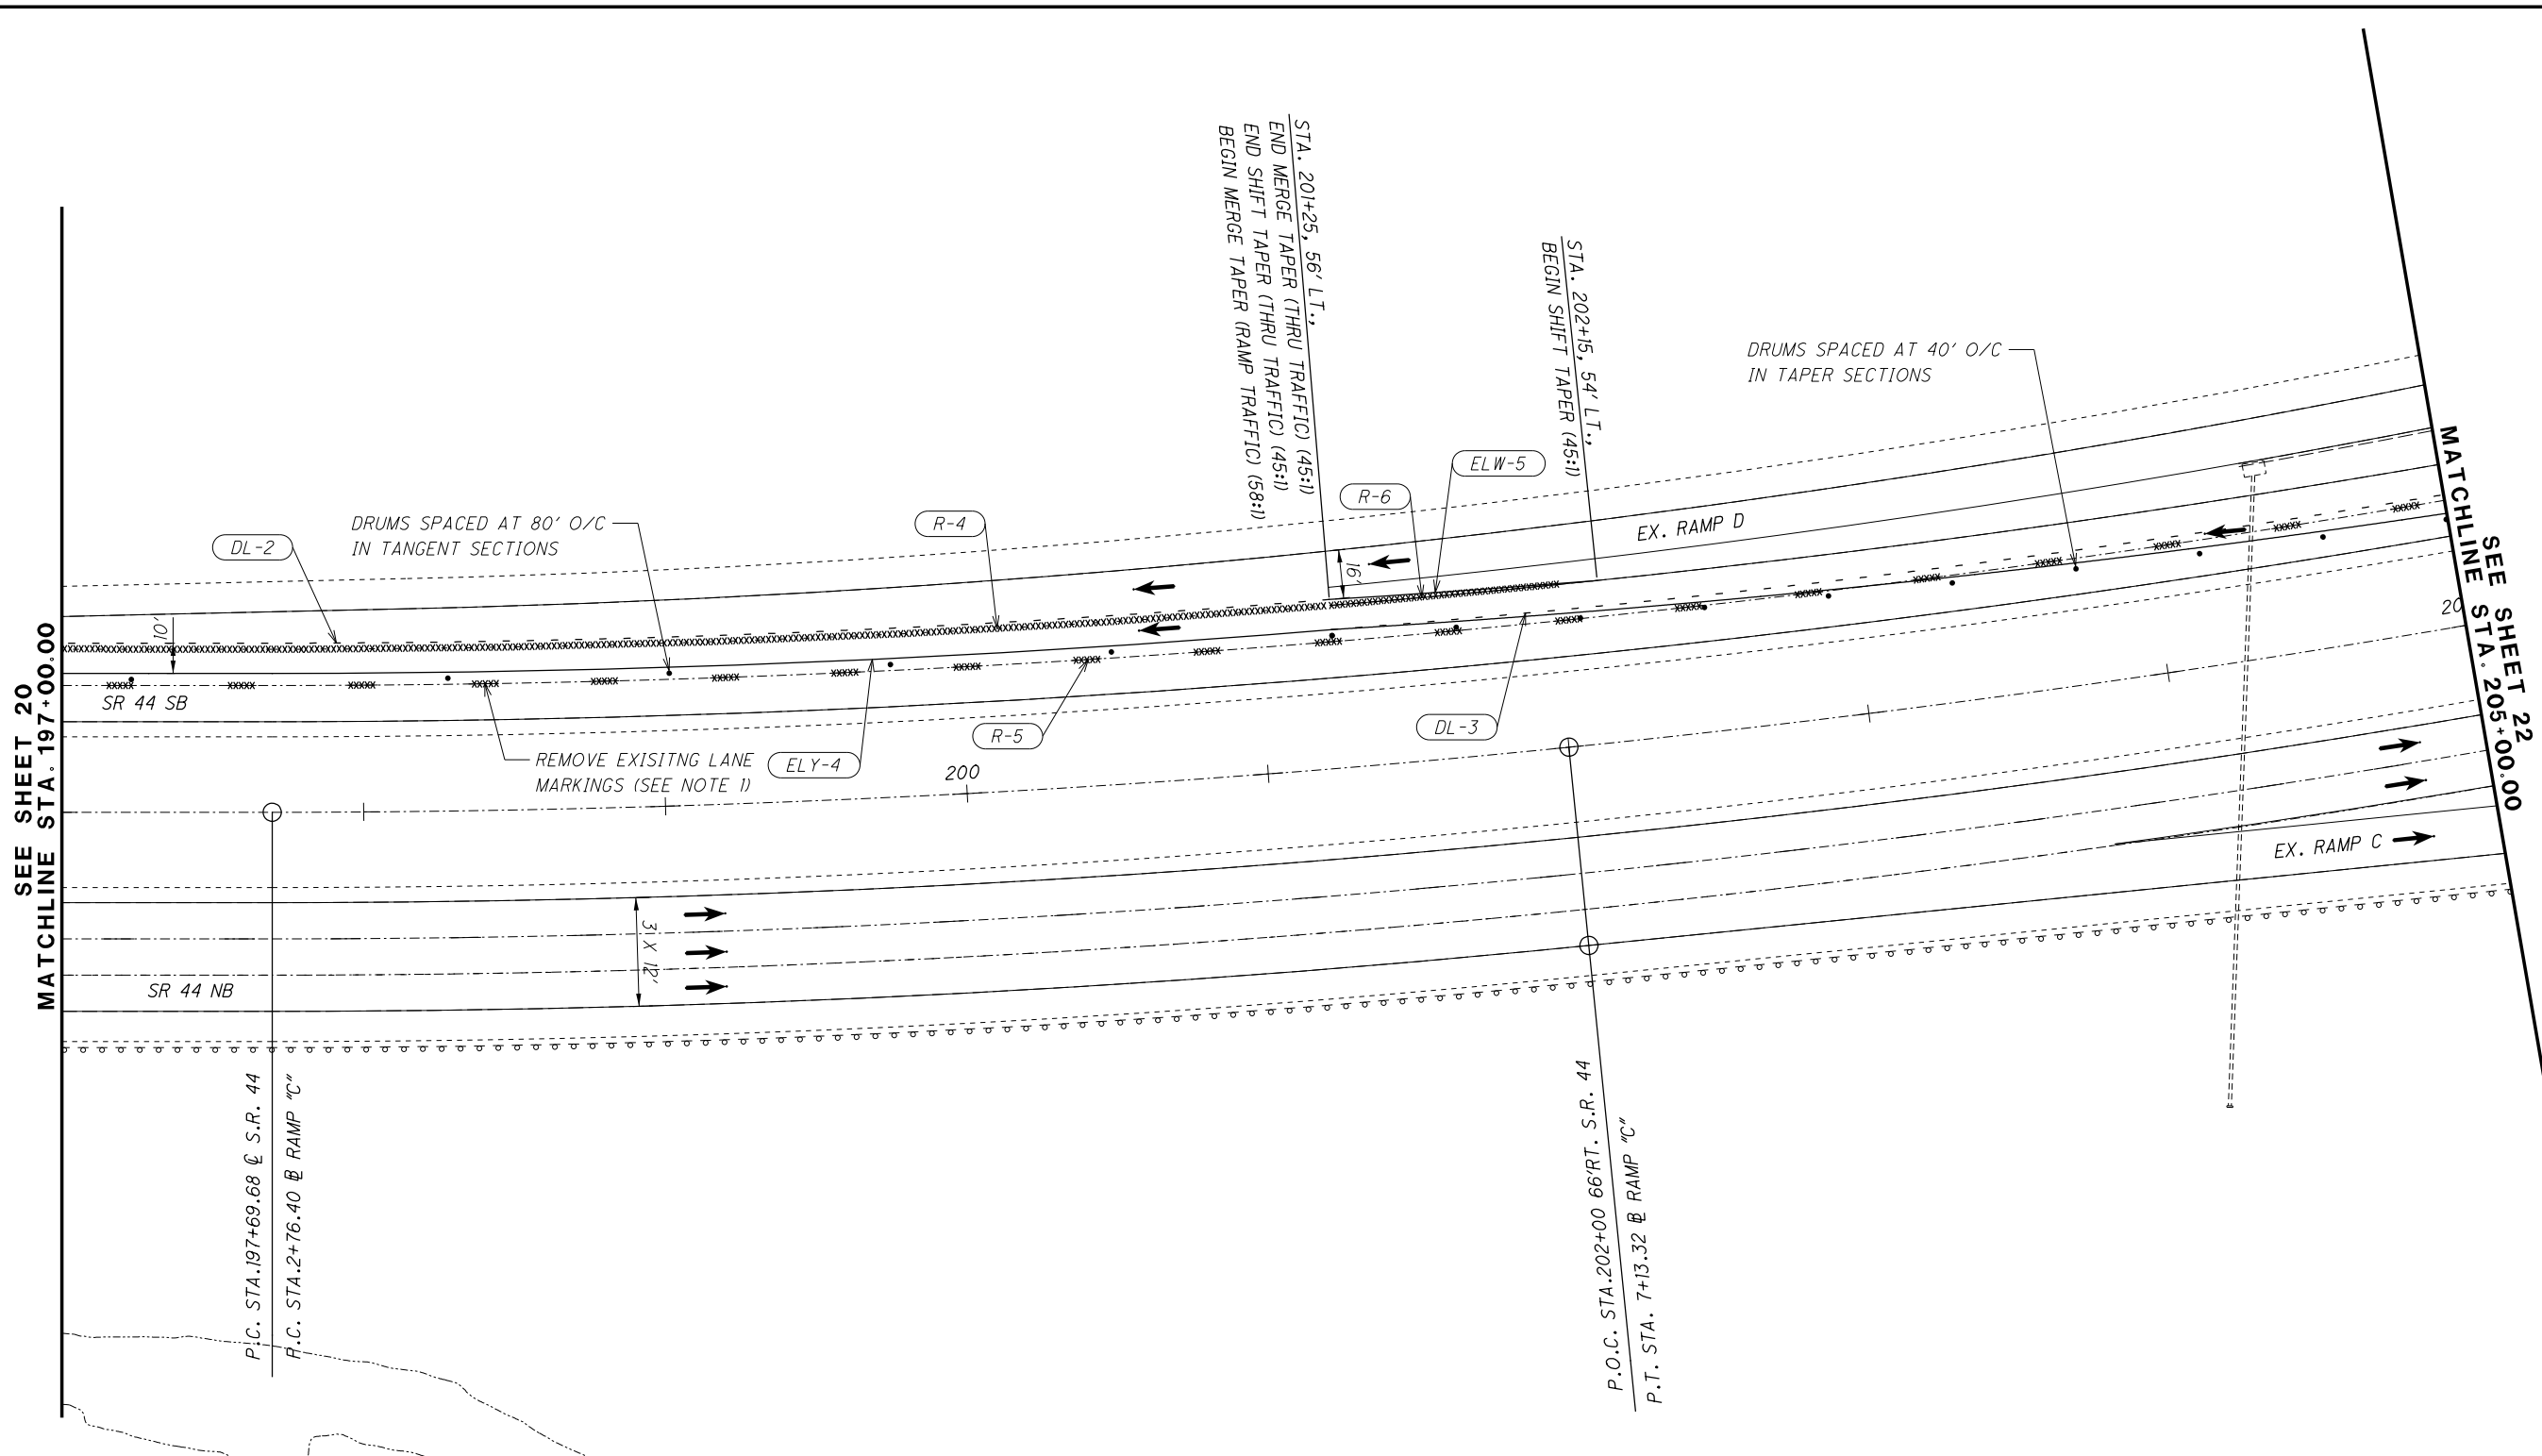 SEE SHEET 20
MATCHLINE STA. 197+00.00
STA. 201+25, 56' LT.,
END MERGE TAPER (THRU TRAFFIC) (45:1)
END SHIFT TAPER (THRU TRAFFIC) (45:1)
BEGIN MERGE TAPER (RAMP TRAFFIC) (58:1)
STA. 202+15, 54' LT.,
BEGIN SHIFT TAPER (45:1)
DRUMS SPACED AT 40' O/C
IN TAPER SECTIONS
ELW-5
R-6
R-4
DRUMS SPACED AT 80' O/C
IN TANGENT SECTIONS
DL-2
EX. RAMP D
16'
10'
SR 44 SB
R-5
DL-3
ELY-4
REMOVE EXISITNG LANE
MARKINGS (SEE NOTE 1)
200
20
SEE SHEET 22
MATCHLINE STA. 205+00.00
EX. RAMP C
3 X 12'
SR 44 NB
P.C. STA.197+69.68 ℄ S.R. 44
P.C. STA.2+76.40 B RAMP "C"
P.O.C. STA.202+00 66'RT. S.R. 44
P.T. STA. 7+13.32 B RAMP "C"